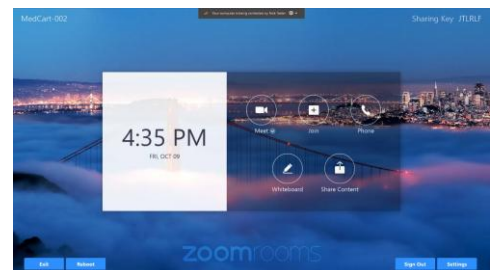 MedCart-002
Sharing Key JTLRLF
4:35 PM
FRI, OCT 09
Meet
Join
Phone
Whiteboard
Share Content
zoomrooms
Exit
Reboot
Sign Out
Settings